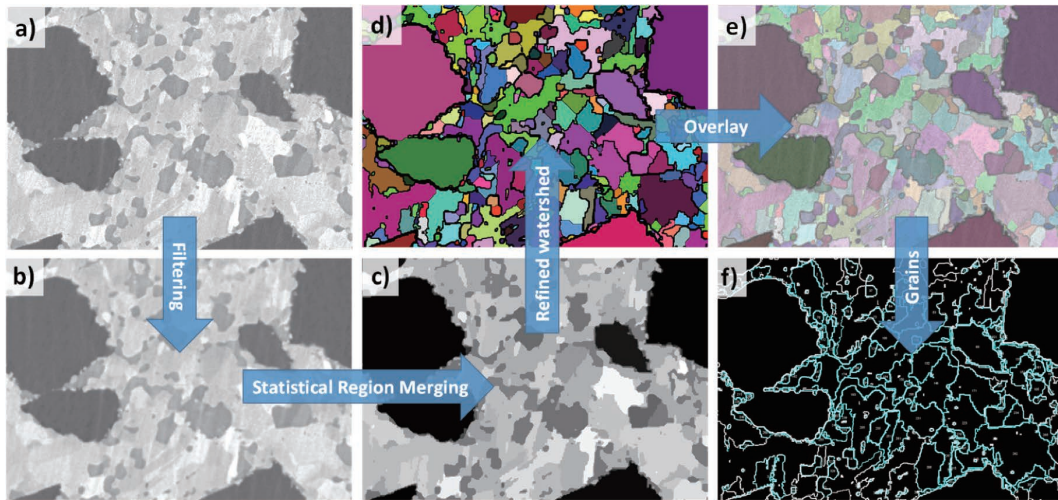 a)
d)
e)
Overlay
Filtering
Refined watershed
Grains
b)
c)
f)
Statistical Region Merging